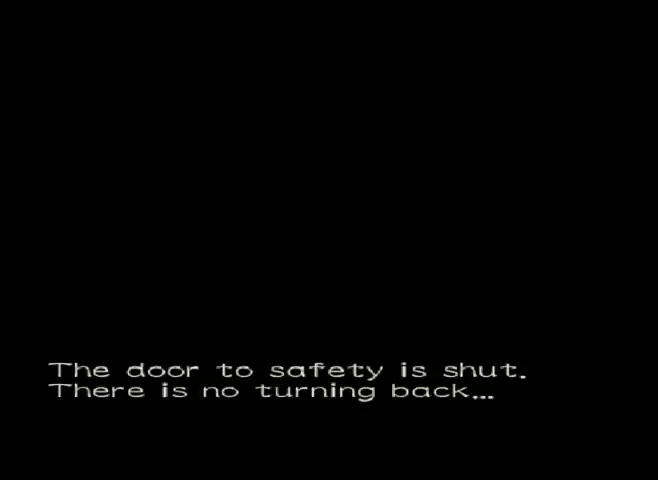 The door to safety is shut.
There is no turning back...